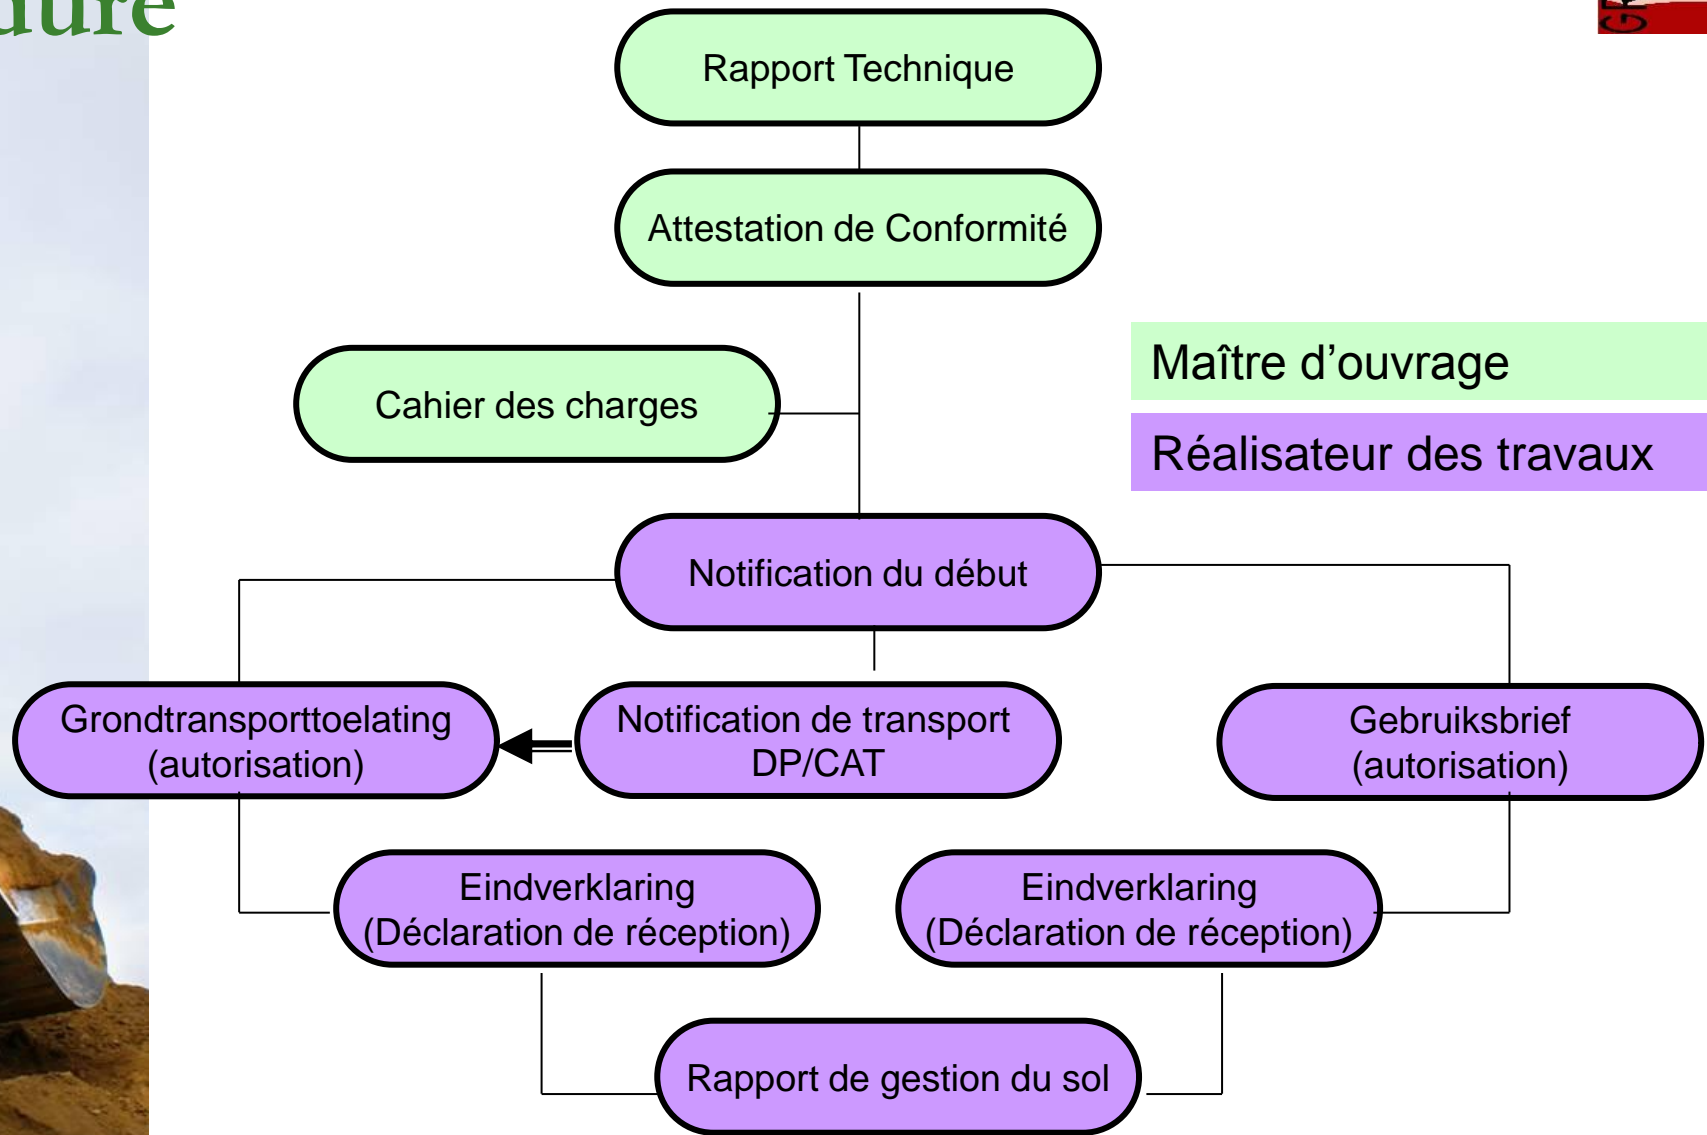 Rapport Technique
Attestation de Conformité
Cahier des charges
Maître d’ouvrage
Réalisateur des travaux
Notification du début
Grondtransporttoelating
(autorisation)
Notification de transport
DP/CAT
Gebruiksbrief
(autorisation)
Eindverklaring
(Déclaration de réception)
Eindverklaring
(Déclaration de réception)
Rapport de gestion du sol